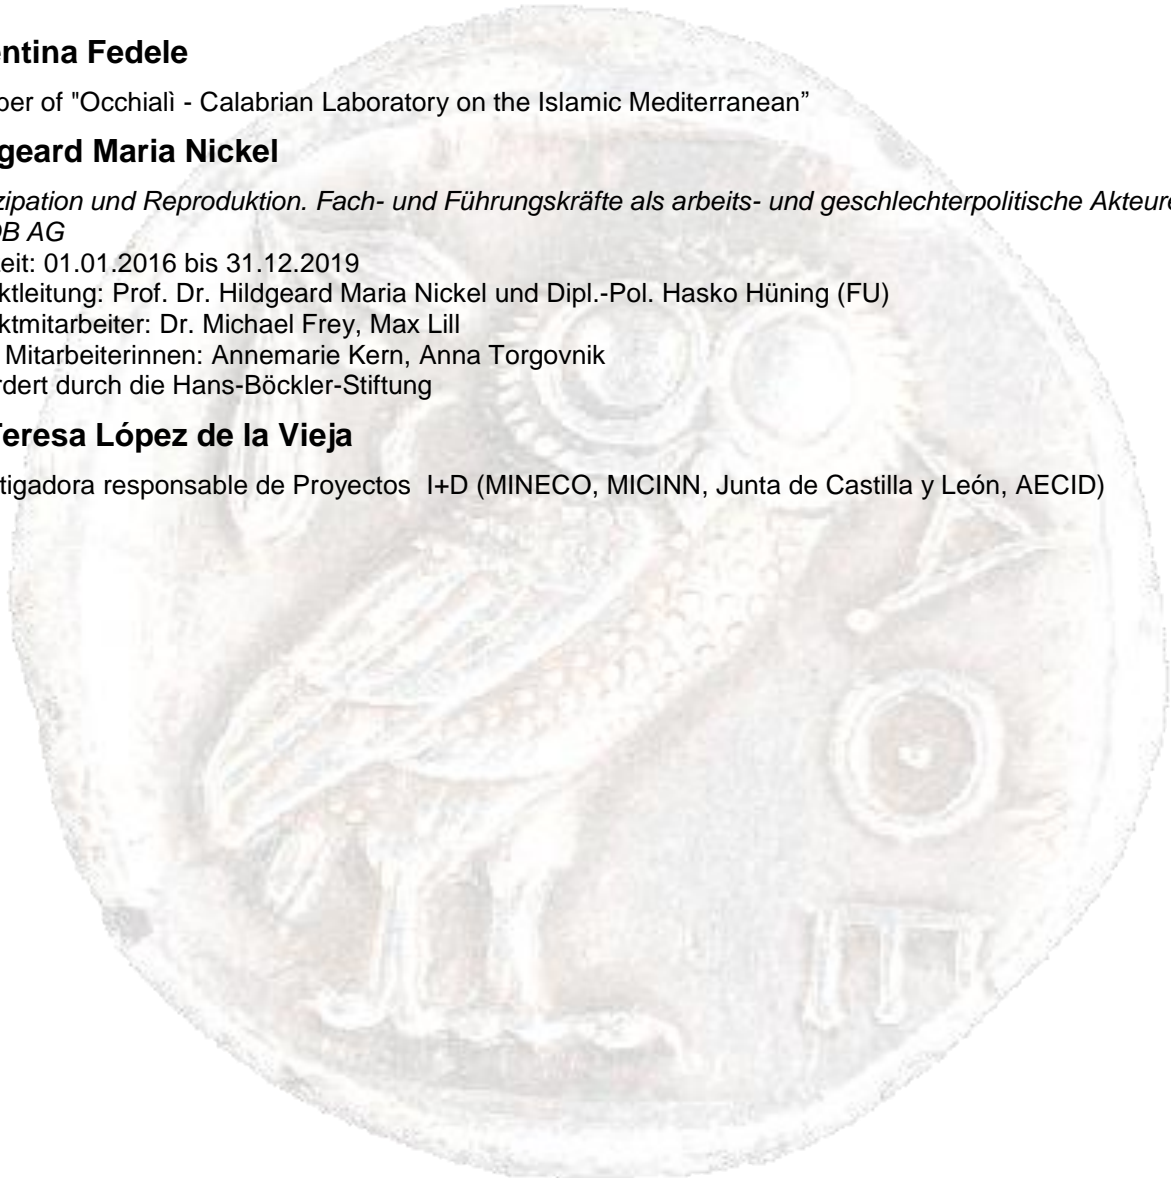 entina Fedele
ber of "Occhialì - Calabrian Laboratory on the Islamic Mediterranean”
geard Maria Nickel
zipation und Reproduktion. Fach- und Führungskräfte als arbeits- und geschlechterpolitische Akteure
DB AG
eit: 01.01.2016 bis 31.12.2019
ktleitung: Prof. Dr. Hildgeard Maria Nickel und Dipl.-Pol. Hasko Hüning (FU)
ktmitarbeiter: Dr. Michael Frey, Max Lill
Mitarbeiterinnen: Annemarie Kern, Anna Torgovnik
rdert durch die Hans-Böckler-Stiftung
Teresa López de la Vieja
tigadora responsable de Proyectos I+D (MINECO, MICINN, Junta de Castilla y León, AECID)